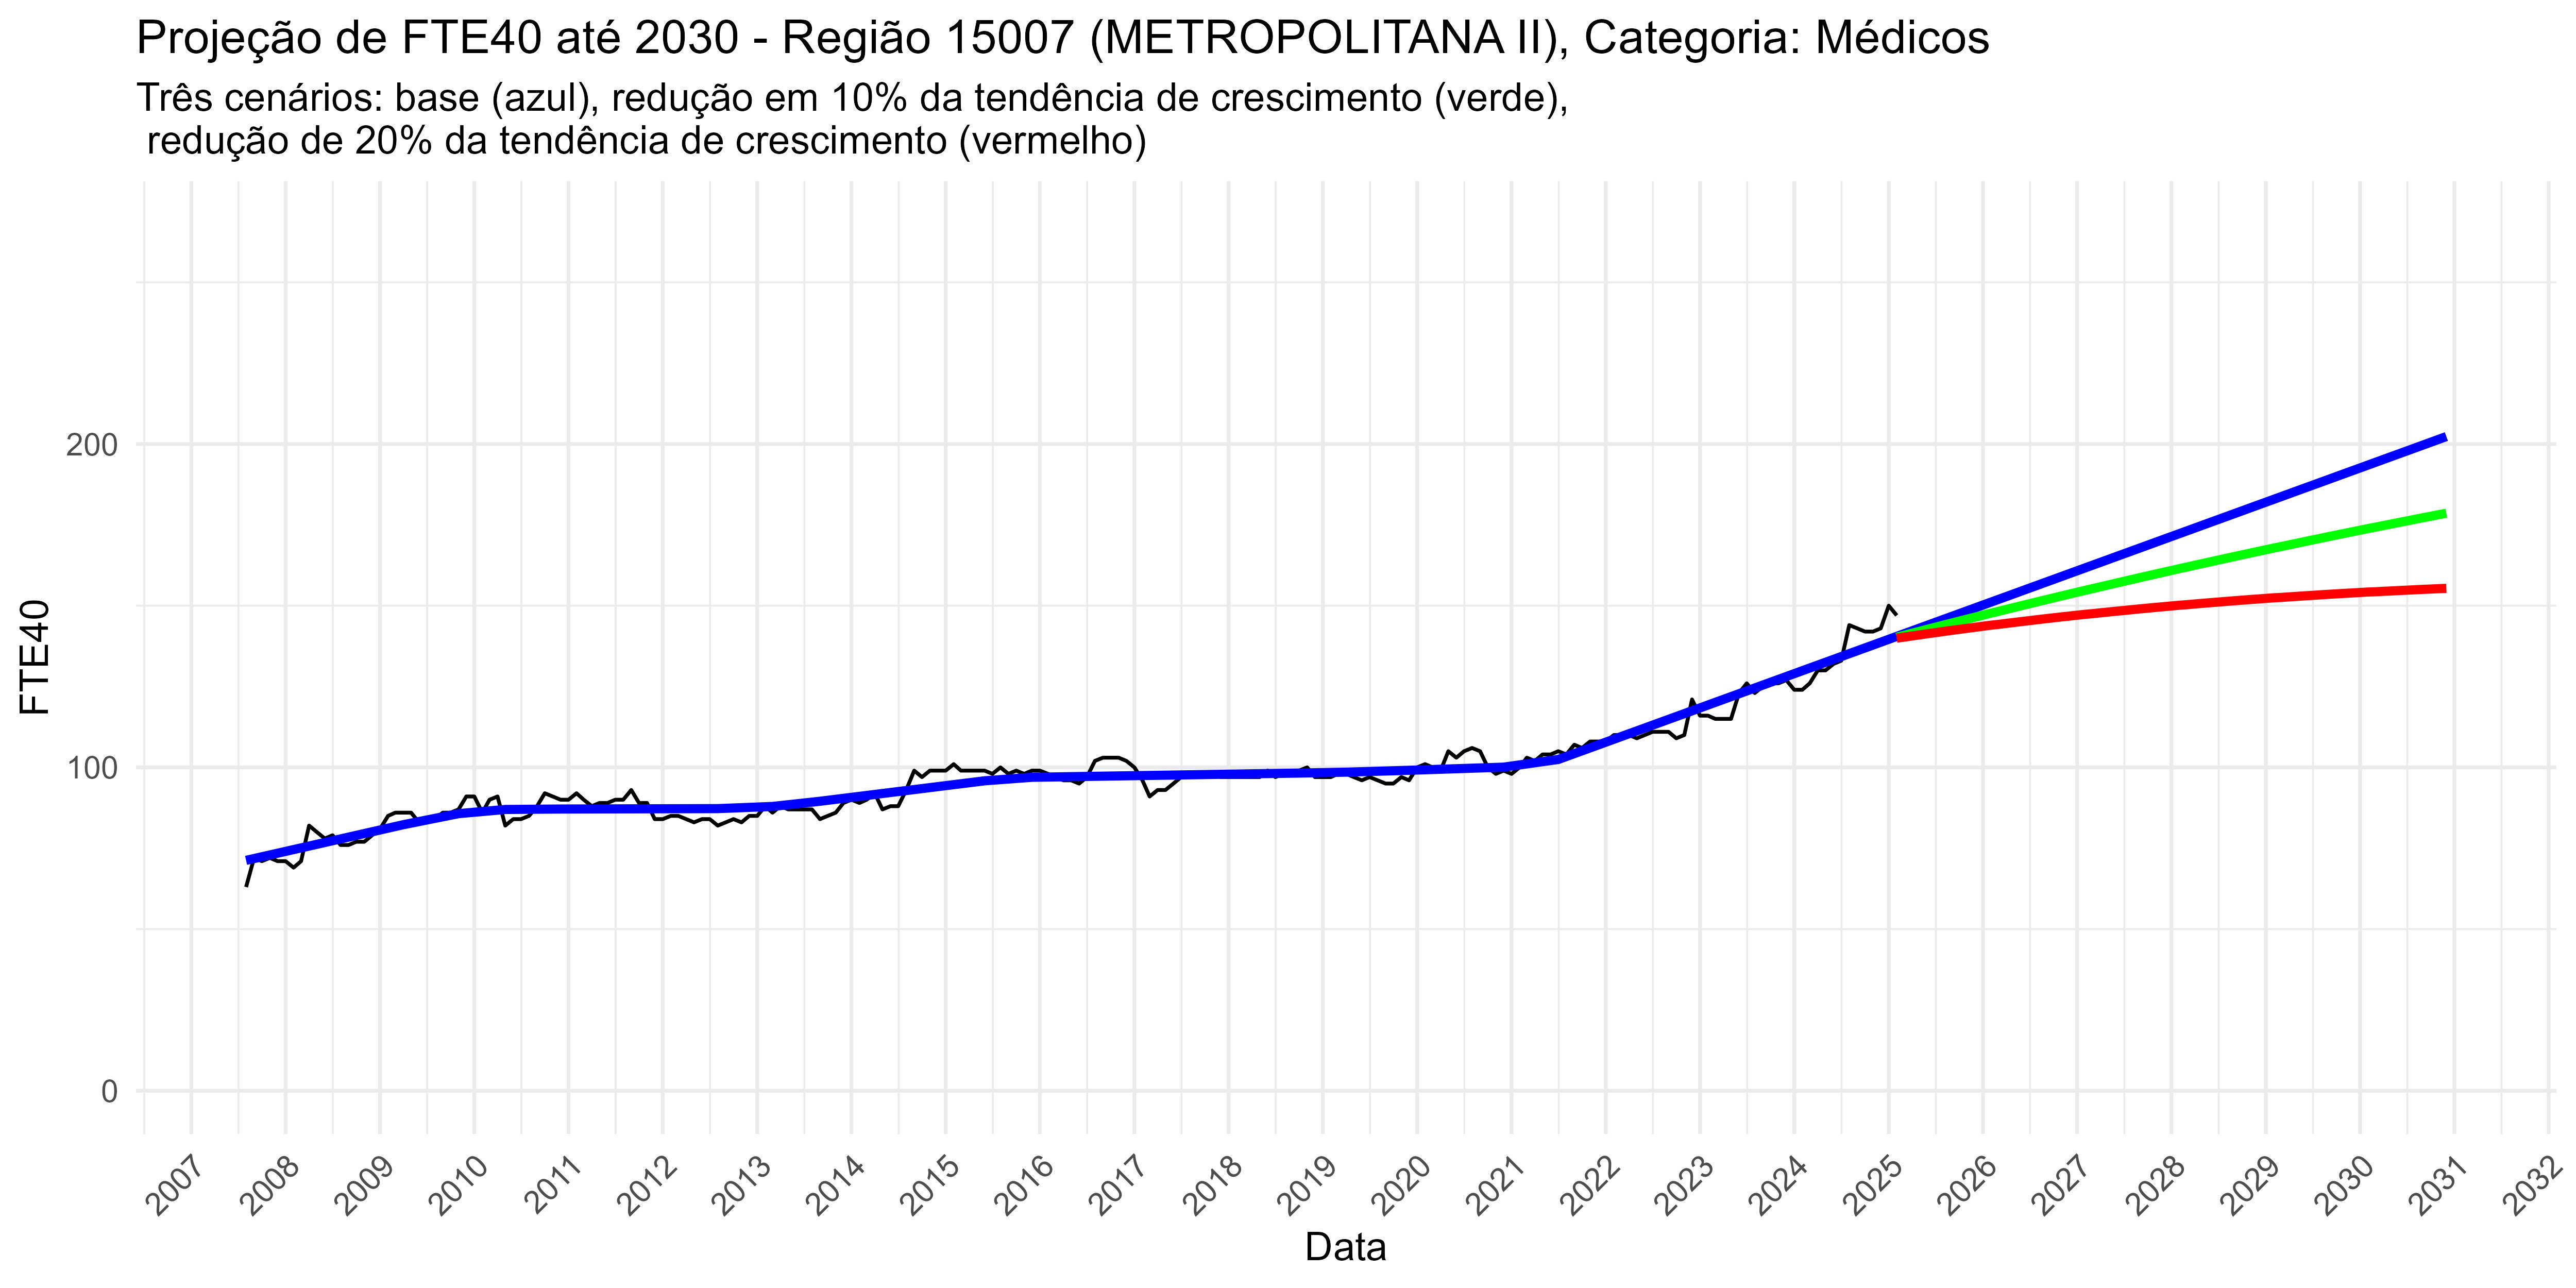 Projeção de FTE40 até 2030 - Região 15007 (METROPOLITANA II), Categoria: Médicos
Três cenários: base (azul), redução em 10% da tendência de crescimento (verde),
redução de 20% da tendência de crescimento (vermelho)
FTE40
200
100
0
2007 2008 2009 2010 2011 2012 2013 2014 2015 2016 2017 2018 2019 2020 2021 2022 2023 2024 2025 2026 2027 2028 2029 2030 2031 2032
Data